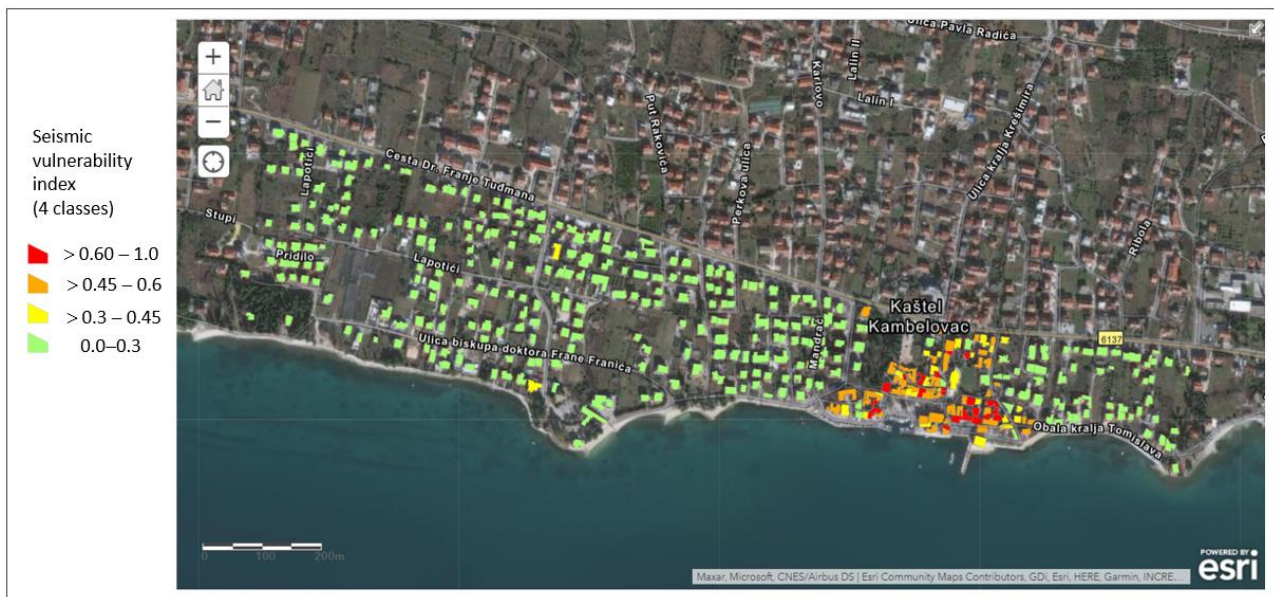 Seismic
vulnerability
index
(4 classes)
> 0.60 – 1.0
> 0.45 – 0.6
> 0.3 – 0.45
0.0–0.3
+
−
Ulica Pavla Radića
Lalin II
Lalin I
Karlovo
Put Rakovića
Perkova ulica
Ulica kralja Krešimira
Ribola
Cesta Dr. Franje Tuđmana
Lapotići
Stupi
Pridilo
Lapotići
Kaštel
Kambelovac
Mandrač
6137
Ulica biskupa doktora Frane Franića
Obala kralja Tomislava
0 100 200m
POWERED BY
esri
Maxar, Microsoft, CNES/Airbus DS | Esri Community Maps Contributors, GDi, Esri, HERE, Garmin, INCRE...